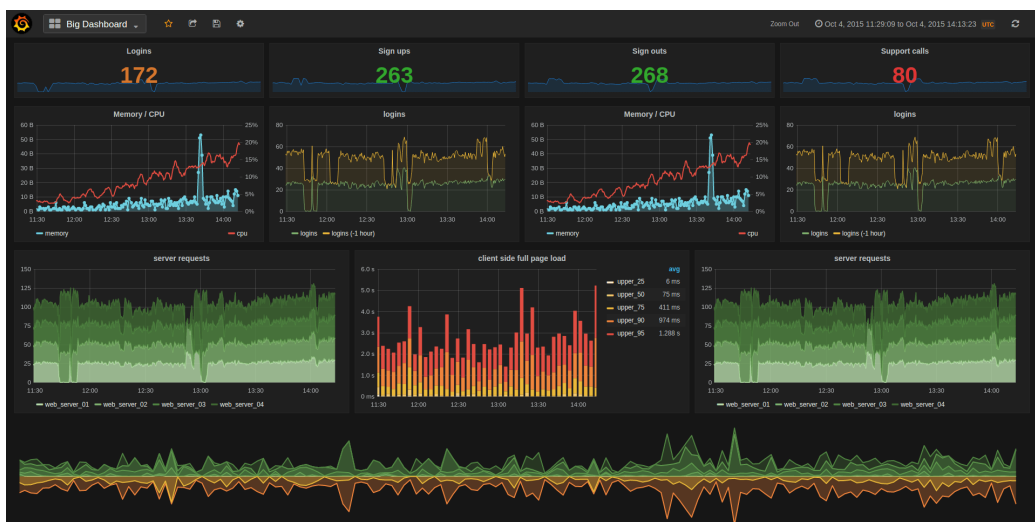 Big Dashboard
Zoom Out Oct 4, 2015 11:29:09 to Oct 4, 2015 14:13:23 UTC
Logins
172
Sign ups
263
Sign outs
268
Support calls
80
Memory / CPU
60 B 25%
50 B 20%
40 B
30 B 15%
20 B 10%
10 B 5%
0 B 0%
11:30 12:00 12:30 13:00 13:30 14:00
memory cpu
logins
80
60
40
20
0
11:30 12:00 12:30 13:00 13:30 14:00
logins logins (-1 hour)
Memory / CPU
60 B 25%
50 B 20%
40 B
30 B 15%
20 B 10%
10 B 5%
0 B 0%
11:30 12:00 12:30 13:00 13:30 14:00
memory cpu
logins
80
60
40
20
0
11:30 12:00 12:30 13:00 13:30 14:00
logins logins (-1 hour)
server requests
150
125
100
75
50
25
0
11:30 12:00 12:30 13:00 13:30 14:00
web_server_01 web_server_02 web_server_03 web_server_04
client side full page load
6.0 s
5.0 s
4.0 s
3.0 s
2.0 s
1.0 s
0 ms
11:30 12:00 12:30 13:00 13:30 14:00
avg
upper_25 6 ms
upper_50 75 ms
upper_75 411 ms
upper_90 974 ms
upper_95 1.288 s
server requests
150
125
100
75
50
25
0
11:30 12:00 12:30 13:00 13:30 14:00
web_server_01 web_server_02 web_server_03 web_server_04